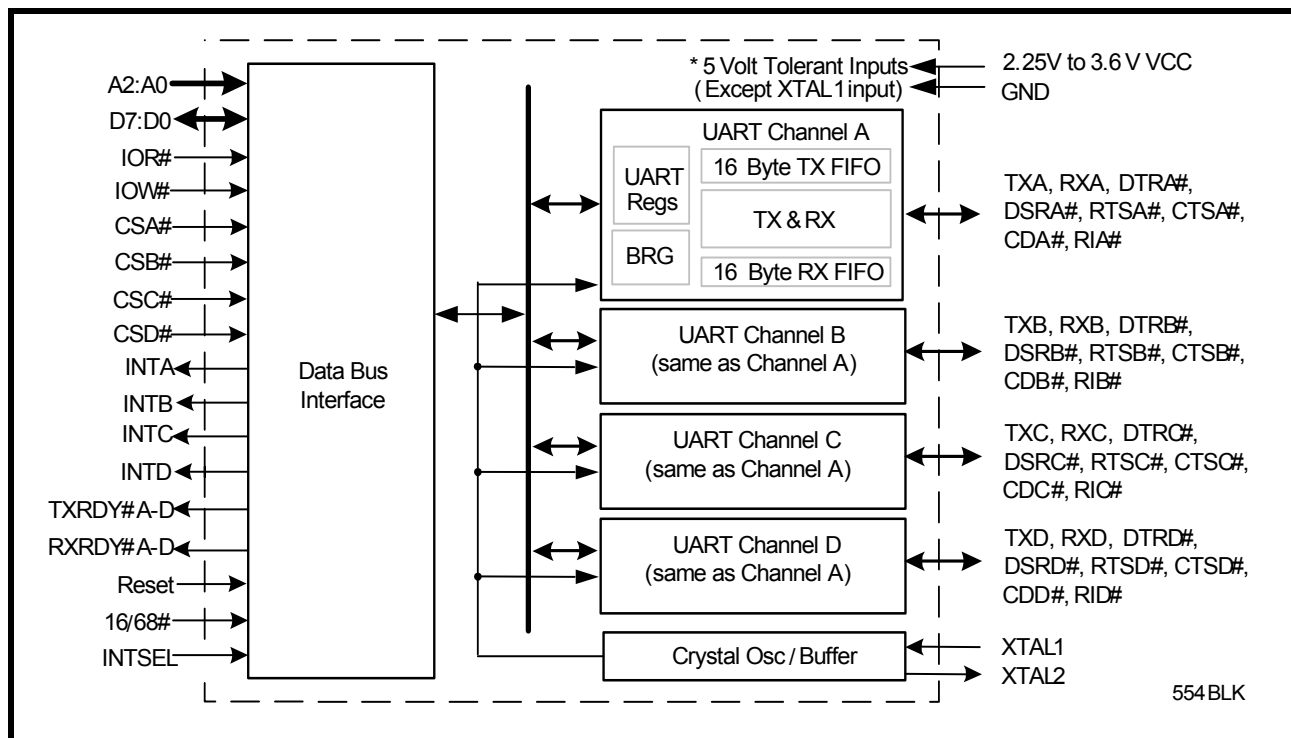 A2:A0
D7:D0
IOR#
IOW#
CSA#
CSB#
CSC#
CSD#
INTA
INTB
INTC
INTD
TXRDY# A-D
RXRDY# A-D
Reset
16/68#
INTSEL
Data Bus
Interface
* 5 Volt Tolerant Inputs
(Except XTAL1 input)
2.25V to 3.6 V VCC
GND
UART Channel A
UART
Regs
BRG
16 Byte TX FIFO
TX & RX
16 Byte RX FIFO
TXA, RXA, DTRA#,
DSRA#, RTSA#, CTSA#,
CDA#, RIA#
UART Channel B
(same as Channel A)
TXB, RXB, DTRB#,
DSRB#, RTSB#, CTSB#,
CDB#, RIB#
UART Channel C
(same as Channel A)
TXC, RXC, DTRC#,
DSRC#, RTSC#, CTSC#,
CDC#, RIC#
UART Channel D
(same as Channel A)
TXD, RXD, DTRD#,
DSRD#, RTSD#, CTSD#,
CDD#, RID#
Crystal Osc / Buffer
XTAL1
XTAL2
554 BLK